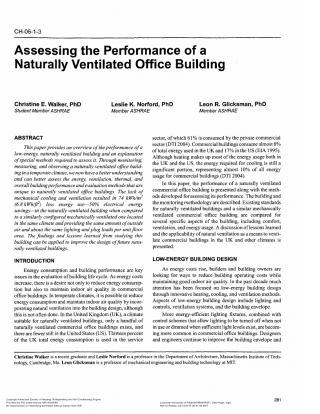 CH-06-1-3
Assessing the Performance of a
Naturally Ventilated Office Building
Christine E. Walker, PhD
Student Member ASHRAE
Leslie K. Norford, PhD
Member ASHRAE
Leon R. Glicksman, PhD
Member ASHRAE
ABSTRACT
This paper provides an overview of the performance of a
low-energy, naturally ventilated building and an explanation
of special methods required to assess it. Through monitoring,
measuring, and observing a naturally ventilated office build-
ing in a temperate climate, we now have a better understanding
and can better assess the energy, ventilation, thermal, and
overall building performance and evaluation methods that are
unique to naturally ventilated office buildings. The lack of
mechanical cooling and ventilation resulted in 74 kWh/m²
(6.8 kWh/ft²) less energy use—50% electrical energy
savings—in the naturally ventilated building when compared
to a similarly configured mechanically ventilated one located
in the same climate and providing the same amount of outside
air and about the same lighting and plug loads per unit floor
area. The findings and lessons learned from studying this
building can be applied to improve the design of future natu-
rally ventilated buildings.
INTRODUCTION
Energy consumption and building performance are key
issues in the evaluation of building life cycle. As energy costs
increase, there is a desire not only to reduce energy consump-
tion but also to maintain indoor air quality in commercial
office buildings. In temperate climates, it is possible to reduce
energy consumption and maintain indoor air quality by incor-
porating natural ventilation into the building design, although
this is not often done. In the United Kingdom (UK), a climate
suitable for naturally ventilated buildings, only a handful of
naturally ventilated commercial office buildings exist, and
there are fewer still in the United States (US). Thirteen percent
of the UK total energy consumption is used in the service
sector, of which 61% is consumed by the private commercial
sector (DTI 2004). Commercial buildings consume almost 8%
of total energy used in the UK and 17% in the US (EIA 1995).
Although heating makes up most of the energy usage both in
the UK and the US, the energy required for cooling is still a
significant portion, representing almost 10% of all energy
usage for commercial buildings (DTI 2004).
In this paper, the performance of a naturally ventilated
commercial office building is presented along with the meth-
ods developed for assessing its performance. The building and
the monitoring methodology are described. Existing standards
for naturally ventilated buildings and a similar mechanically
ventilated commercial office building are compared for
several specific aspects of the building, including comfort,
ventilation, and energy usage. A discussion of lessons learned
and the applicability of natural ventilation as a means to venti-
late commercial buildings in the UK and other climates is
presented.
LOW-ENERGY BUILDING DESIGN
As energy costs rise, builders and building owners are
looking for ways to reduce building operating costs while
maintaining good indoor air quality. In the past decade much
attention has been focused on low-energy building design
through innovative heating, cooling, and ventilation methods.
Aspects of low-energy building design include lighting and
controls, ventilation systems, and the building envelope.
More energy-efficient lighting fixtures, combined with
control schemes that allow lighting to be turned off when not
in use or dimmed when sufficient light levels exist, are becom-
ing more common in commercial office buildings. Designers
and engineers continue to improve the building envelope and
Christine Walker is a recent graduate and Leslie Norford is a professor in the Department of Architecture, Massachusetts Institute of Tech-
nology, Cambridge, Ma. Leon Glicksman is a professor of mechanical engineering and architecture at MIT.
281